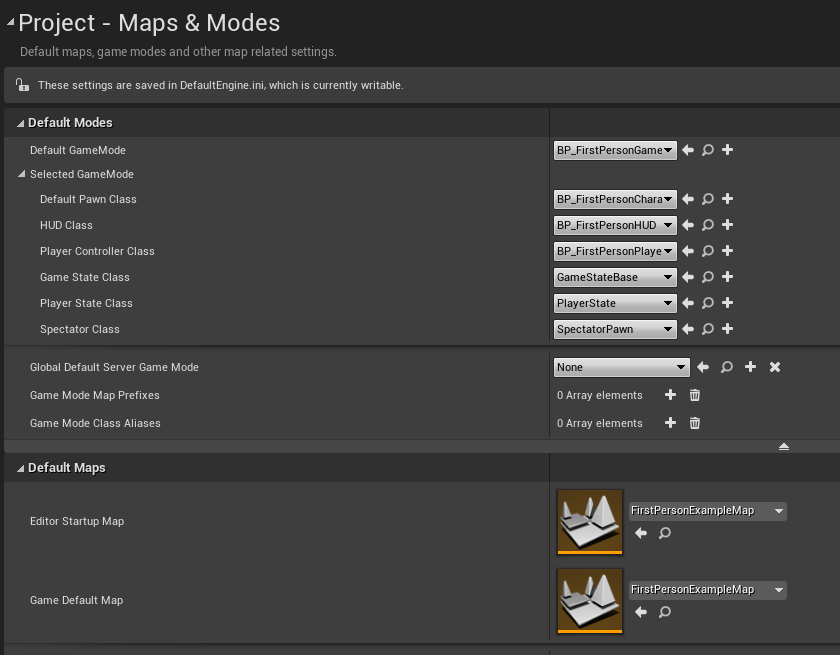 Project - Maps & Modes
Default maps, game modes and other map related settings.
These settings are saved in DefaultEngine.ini, which is currently writable.
Default Modes
Default GameMode BP_FirstPersonGame
Selected GameMode
Default Pawn Class BP_FirstPersonChara
HUD Class BP_FirstPersonHUD
Player Controller Class BP_FirstPersonPlaye
Game State Class GameStateBase
Player State Class PlayerState
Spectator Class SpectatorPawn
Global Default Server Game Mode None
Game Mode Map Prefixes 0 Array elements
Game Mode Class Aliases 0 Array elements
Default Maps
Editor Startup Map FirstPersonExampleMap
Game Default Map FirstPersonExampleMap